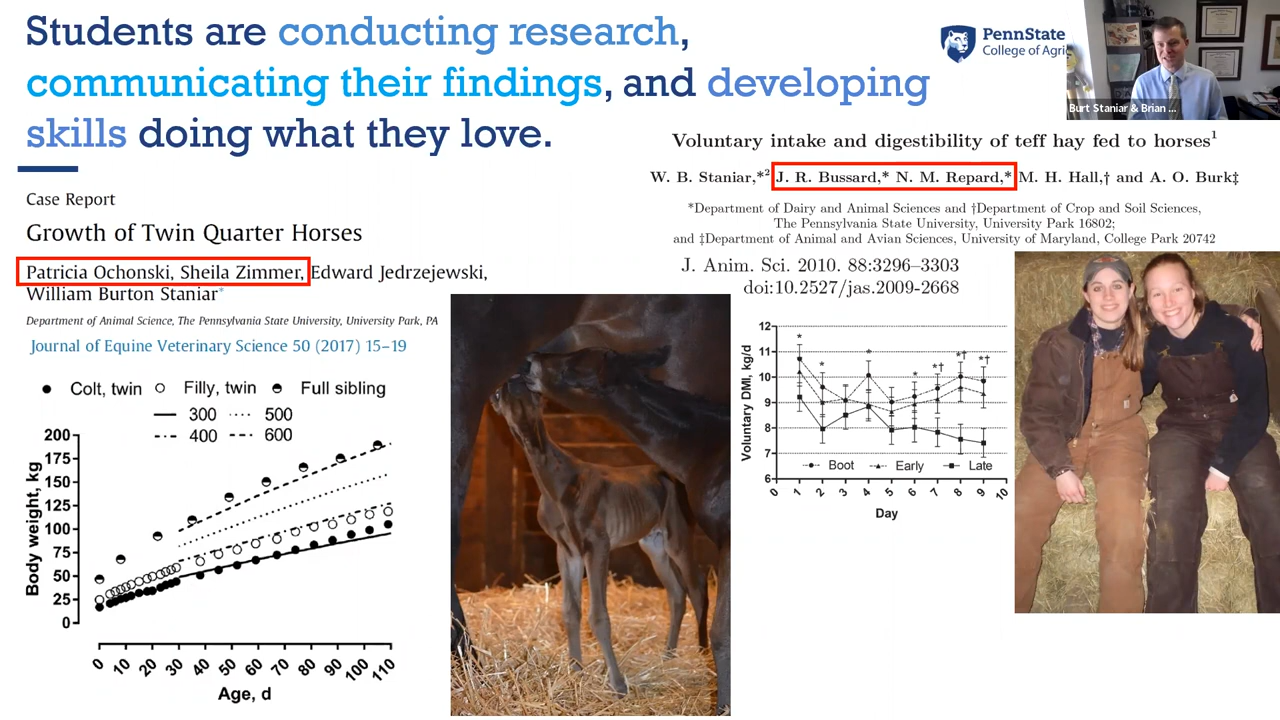 Students are conducting research,
communicating their findings, and developing
skills doing what they love.
PennState
College of Agric
Burt Staniar & Brian ...
Case Report
Growth of Twin Quarter Horses
Patricia Ochonski, Sheila Zimmer, Edward Jedrzejewski,
William Burton Staniar*
Department of Animal Science, The Pennsylvania State University, University Park, PA
Journal of Equine Veterinary Science 50 (2017) 15–19
Colt, twin Filly, twin Full sibling
300 500
400 600
200
175
150
125
100
75
50
25
0
Body weight, kg
0 10 20 30 40 50 60 70 80 90 100 110
Age, d
Voluntary intake and digestibility of teff hay fed to horses¹
W. B. Staniar,*² J. R. Bussard,* N. M. Repard,* M. H. Hall,† and A. O. Burk‡
*Department of Dairy and Animal Sciences and †Department of Crop and Soil Sciences,
The Pennsylvania State University, University Park 16802;
and ‡Department of Animal and Avian Sciences, University of Maryland, College Park 20742
J. Anim. Sci. 2010. 88:3296–3303
doi:10.2527/jas.2009-2668
12
11
10
9
8
7
6
Voluntary DMI, kg/d
* * * * *† *† *†
Boot Early Late
0 1 2 3 4 5 6 7 8 9 10
Day